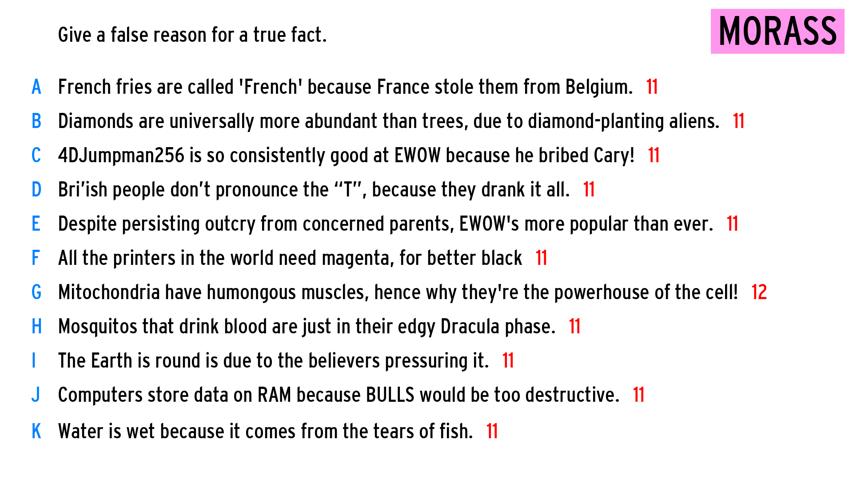 Give a false reason for a true fact.
MORASS
A French fries are called 'French' because France stole them from Belgium. 11
B Diamonds are universally more abundant than trees, due to diamond-planting aliens. 11
C 4DJumpman256 is so consistently good at EWOW because he bribed Cary! 11
D Bri’ish people don’t pronounce the “T”, because they drank it all. 11
E Despite persisting outcry from concerned parents, EWOW's more popular than ever. 11
F All the printers in the world need magenta, for better black 11
G Mitochondria have humongous muscles, hence why they're the powerhouse of the cell! 12
H Mosquitos that drink blood are just in their edgy Dracula phase. 11
I The Earth is round is due to the believers pressuring it. 11
J Computers store data on RAM because BULLS would be too destructive. 11
K Water is wet because it comes from the tears of fish. 11